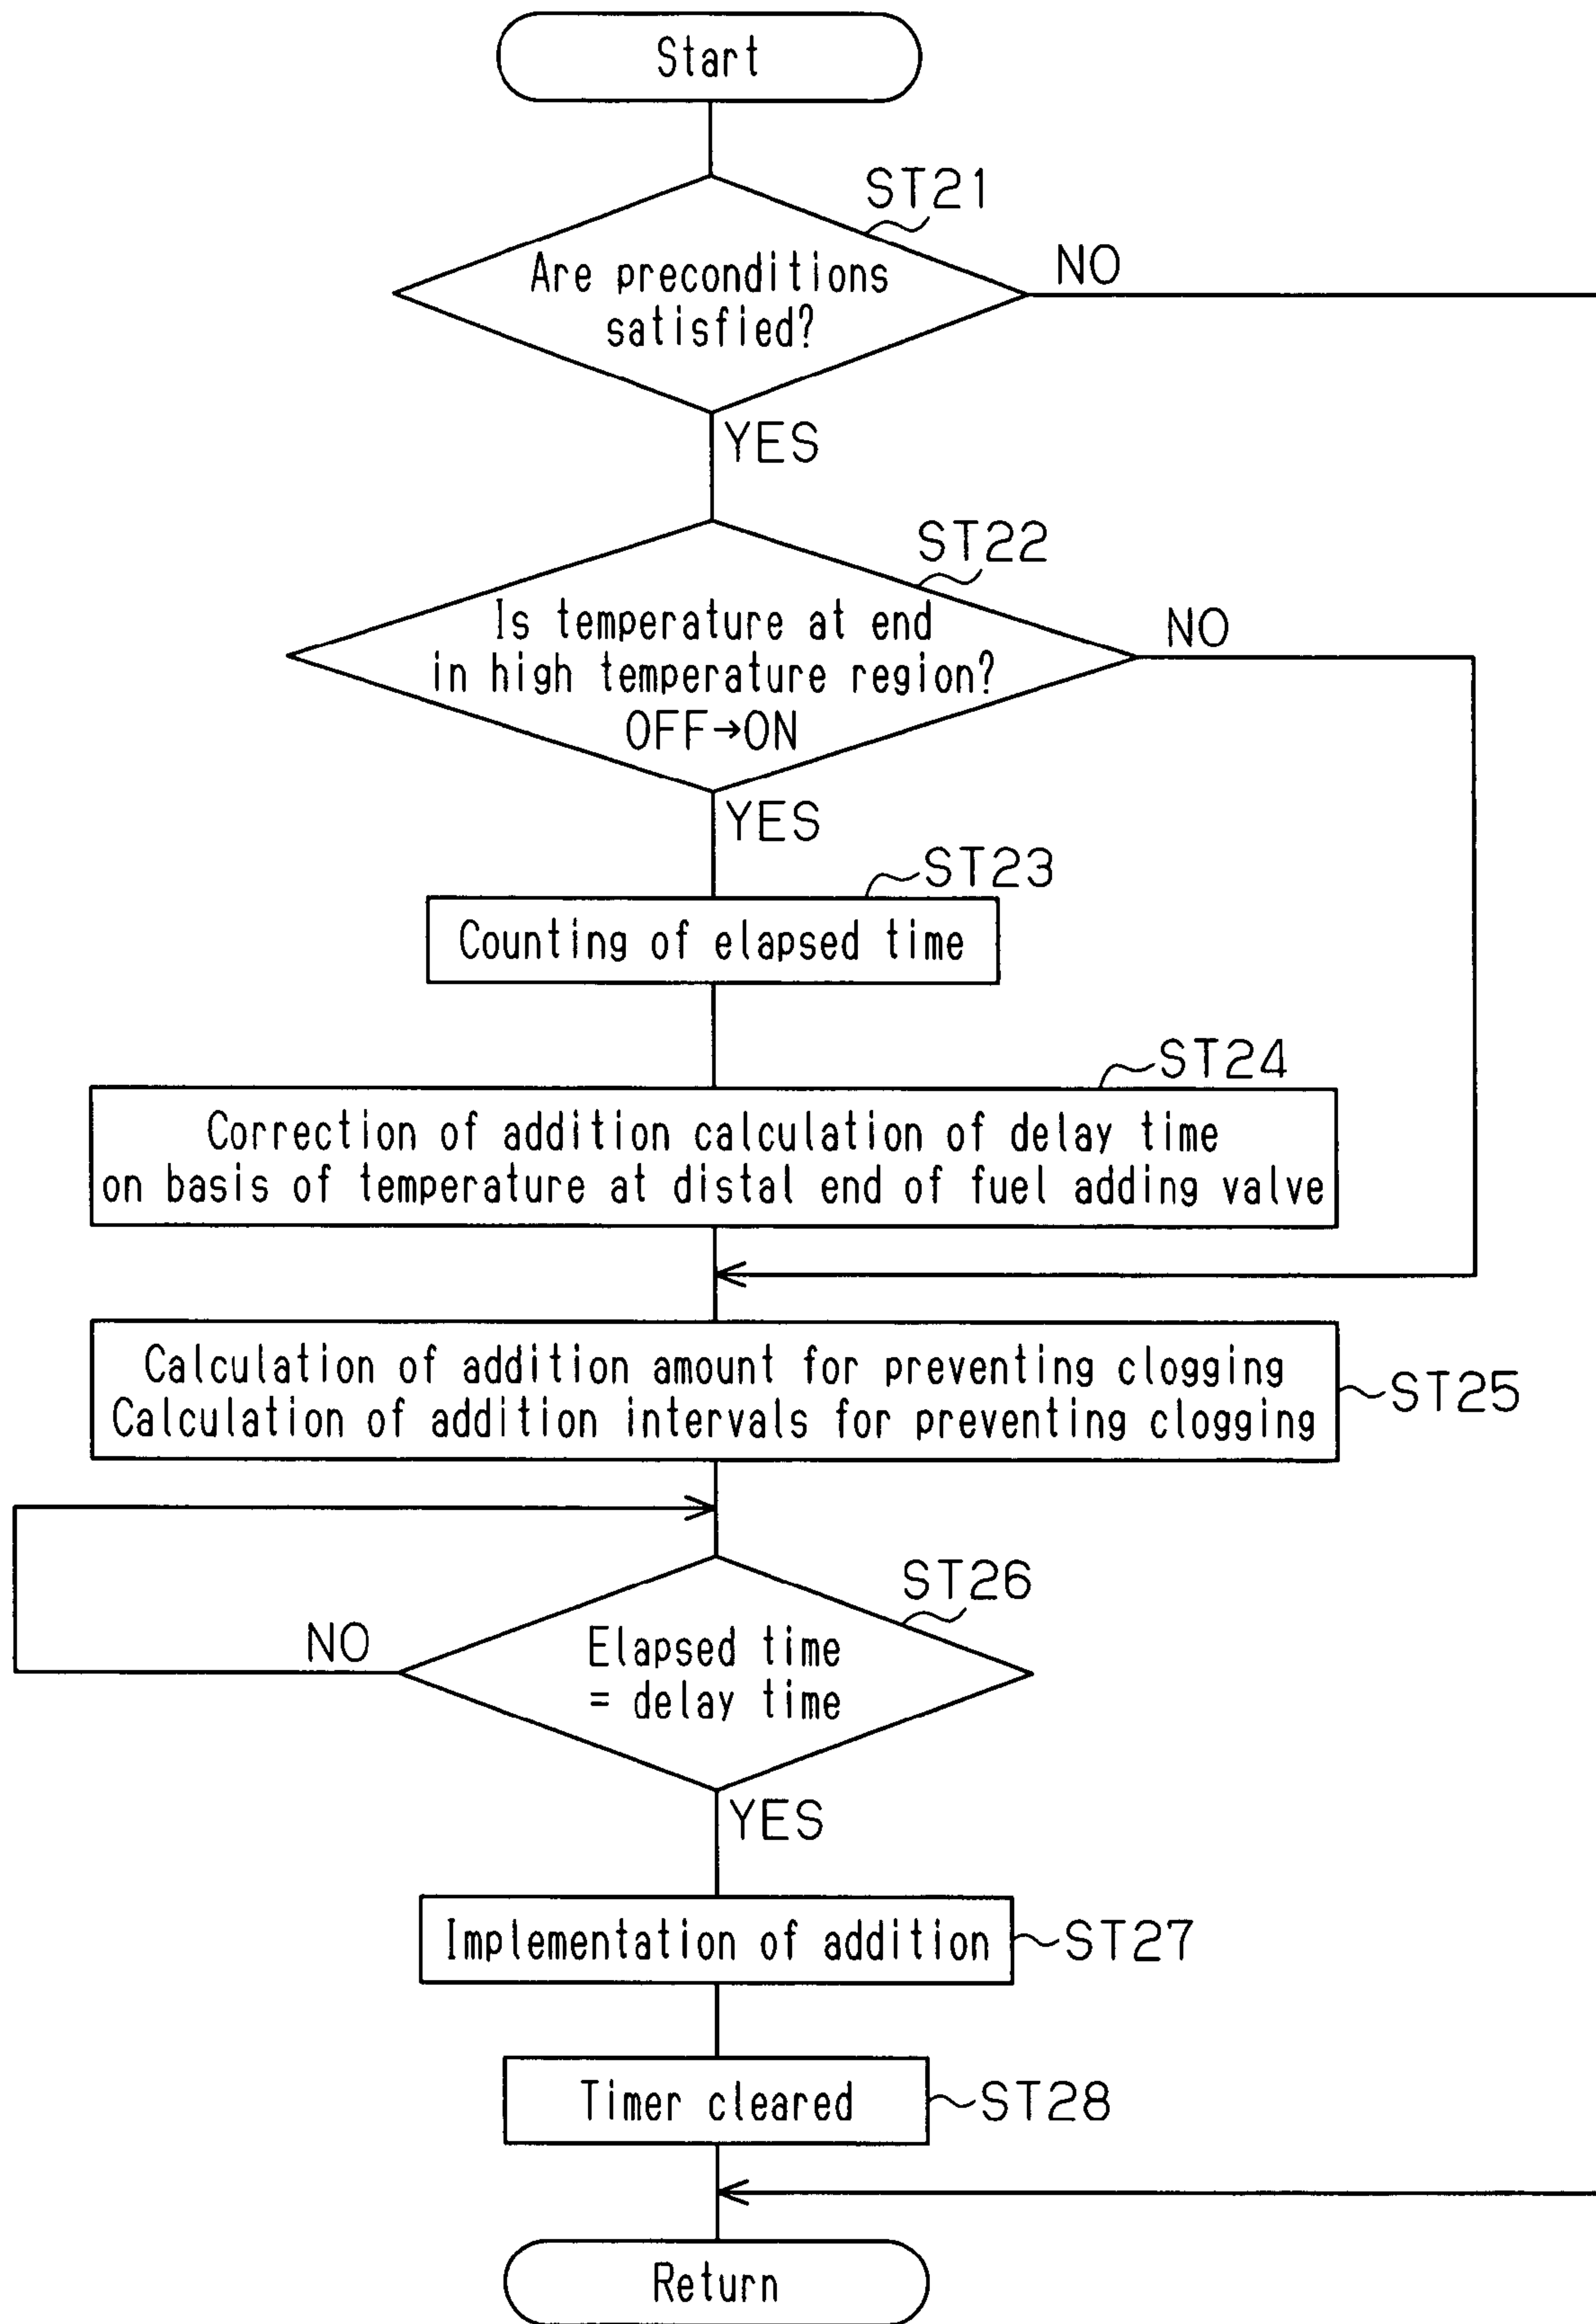 Start
ST21
Are preconditions
satisfied?
NO
YES
ST22
Is temperature at end
in high temperature region?
OFF→ON
NO
YES
ST23
Counting of elapsed time
ST24
Correction of addition calculation of delay time
on basis of temperature at distal end of fuel adding valve
Calculation of addition amount for preventing clogging
Calculation of addition intervals for preventing clogging
ST25
ST26
NO
Elapsed time
= delay time
YES
Implementation of addition
ST27
Timer cleared
ST28
Return